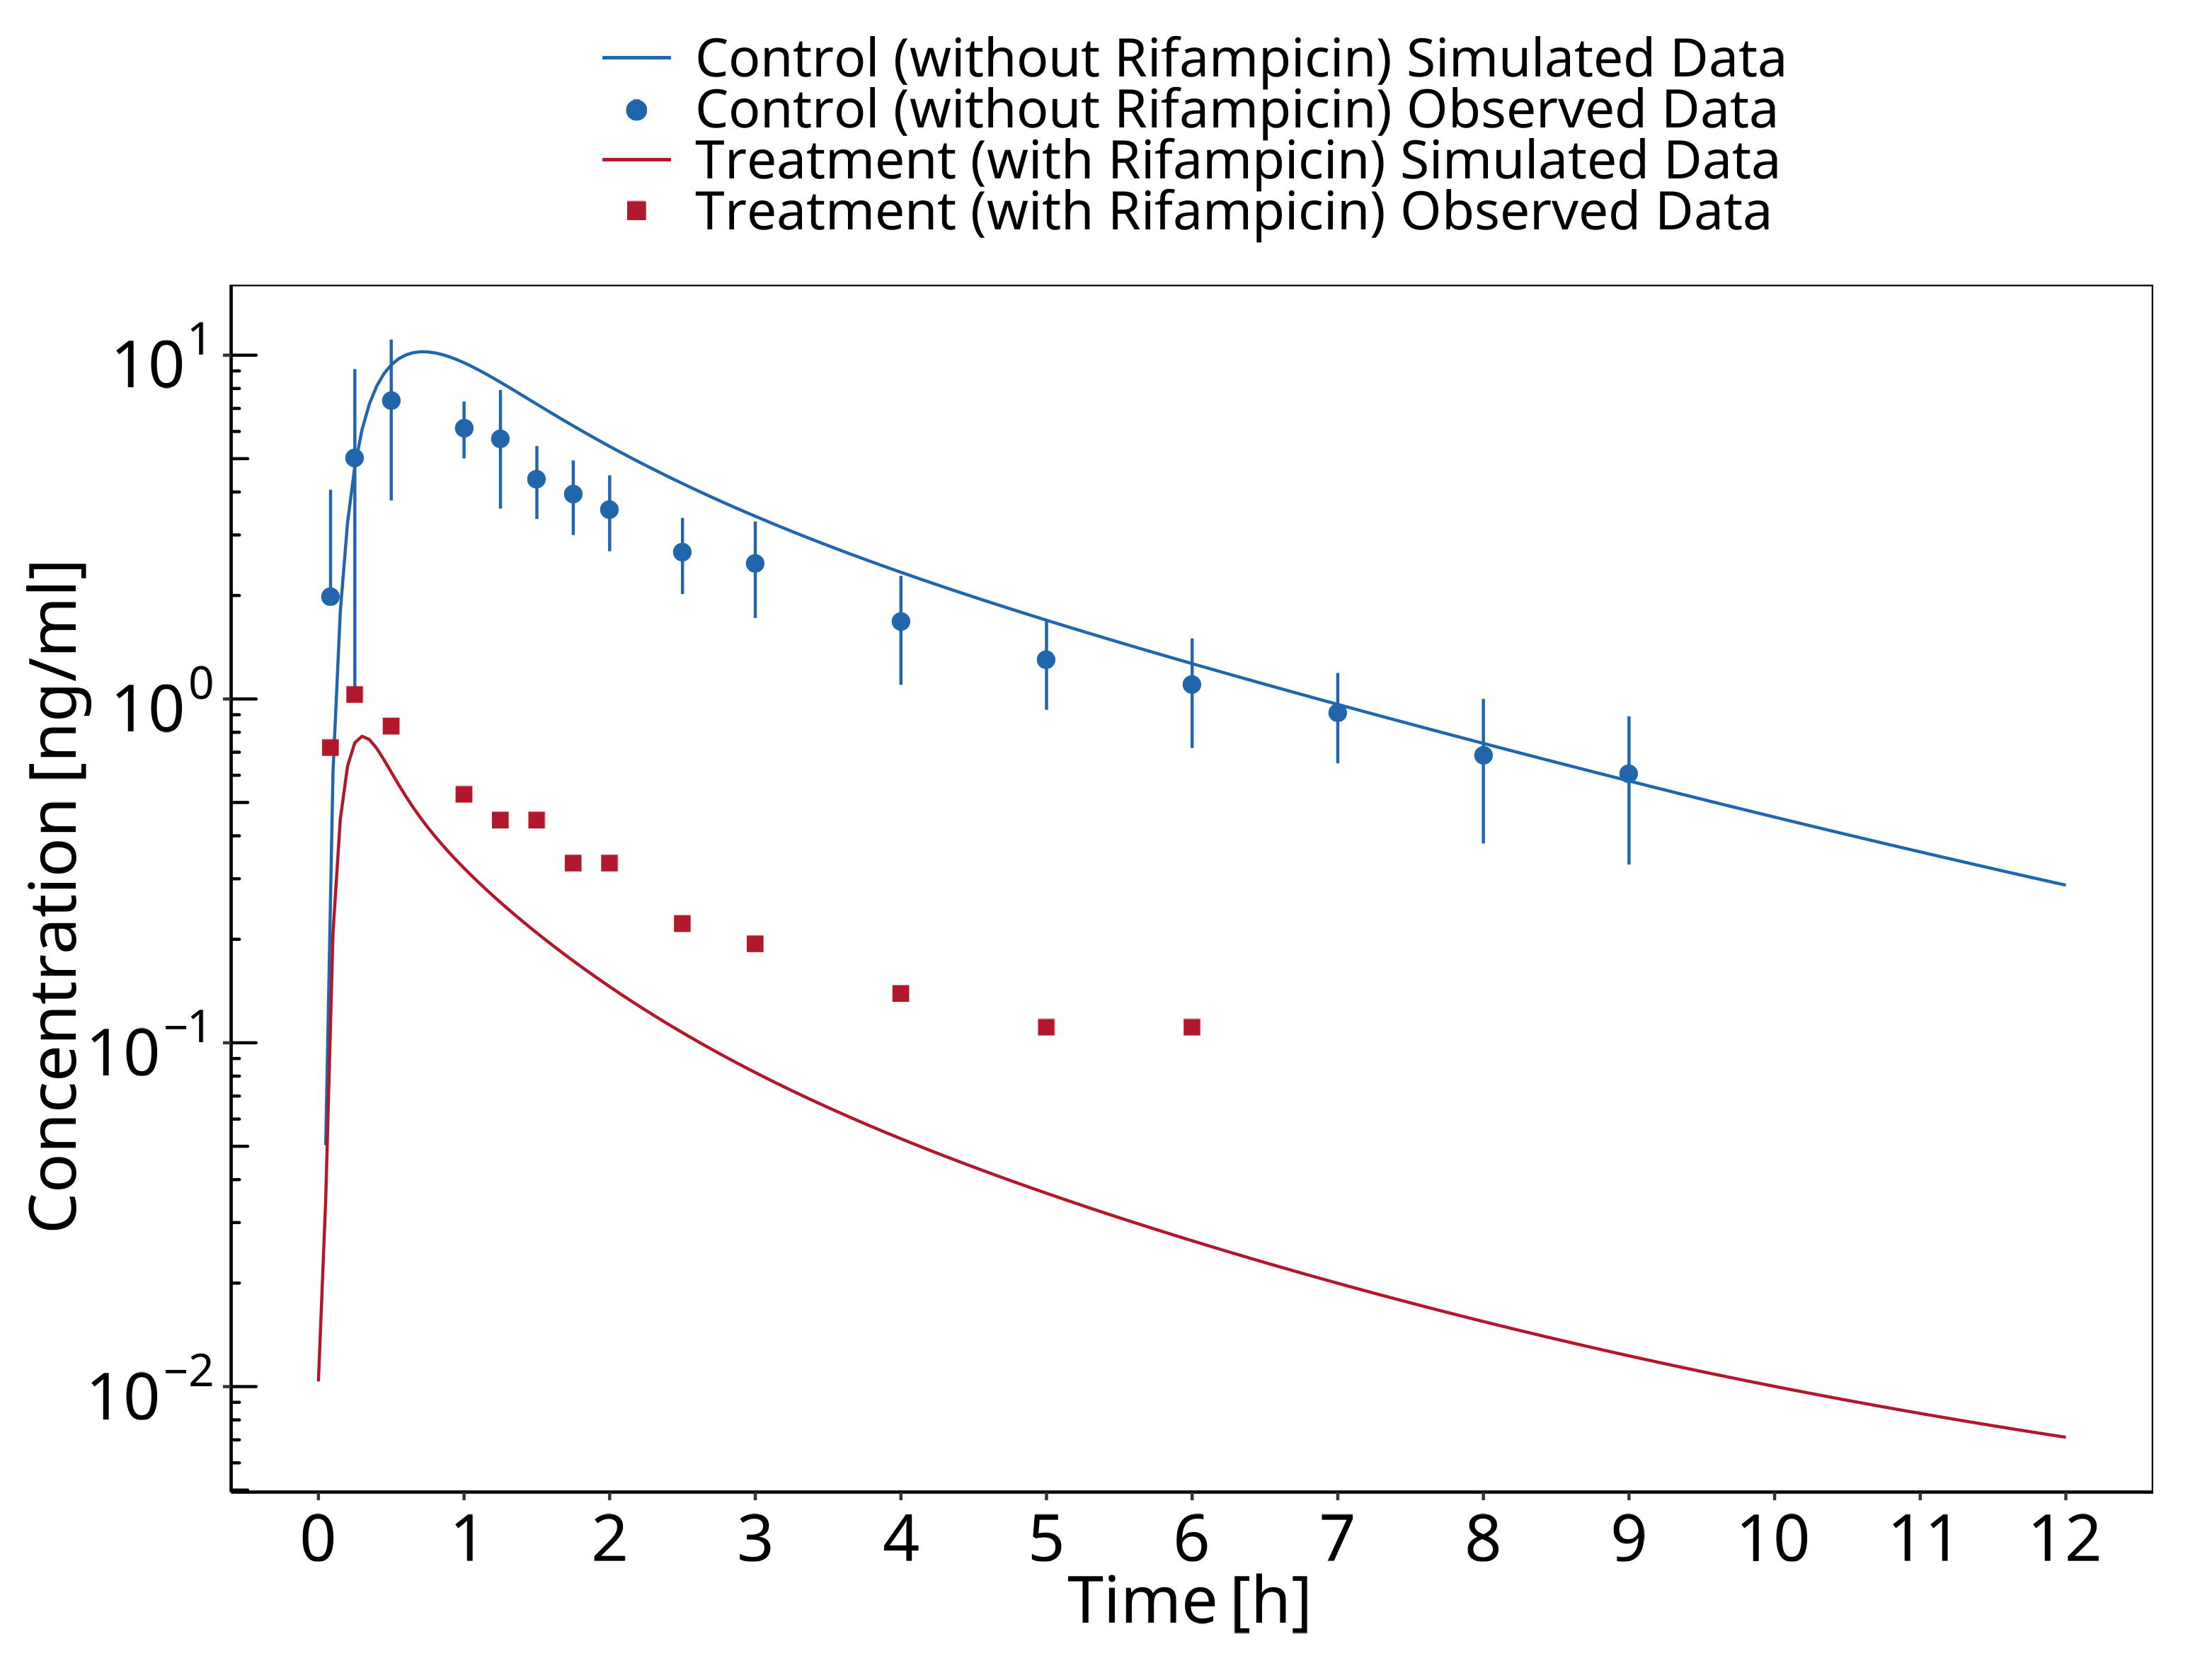 Control (without Rifampicin) Simulated Data
Control (without Rifampicin) Observed Data
Treatment (with Rifampicin) Simulated Data
Treatment (with Rifampicin) Observed Data
10¹
10⁰
10⁻¹
10⁻²
Concentration [ng/ml]
0 1 2 3 4 5 6 7 8 9 10 11 12
Time [h]